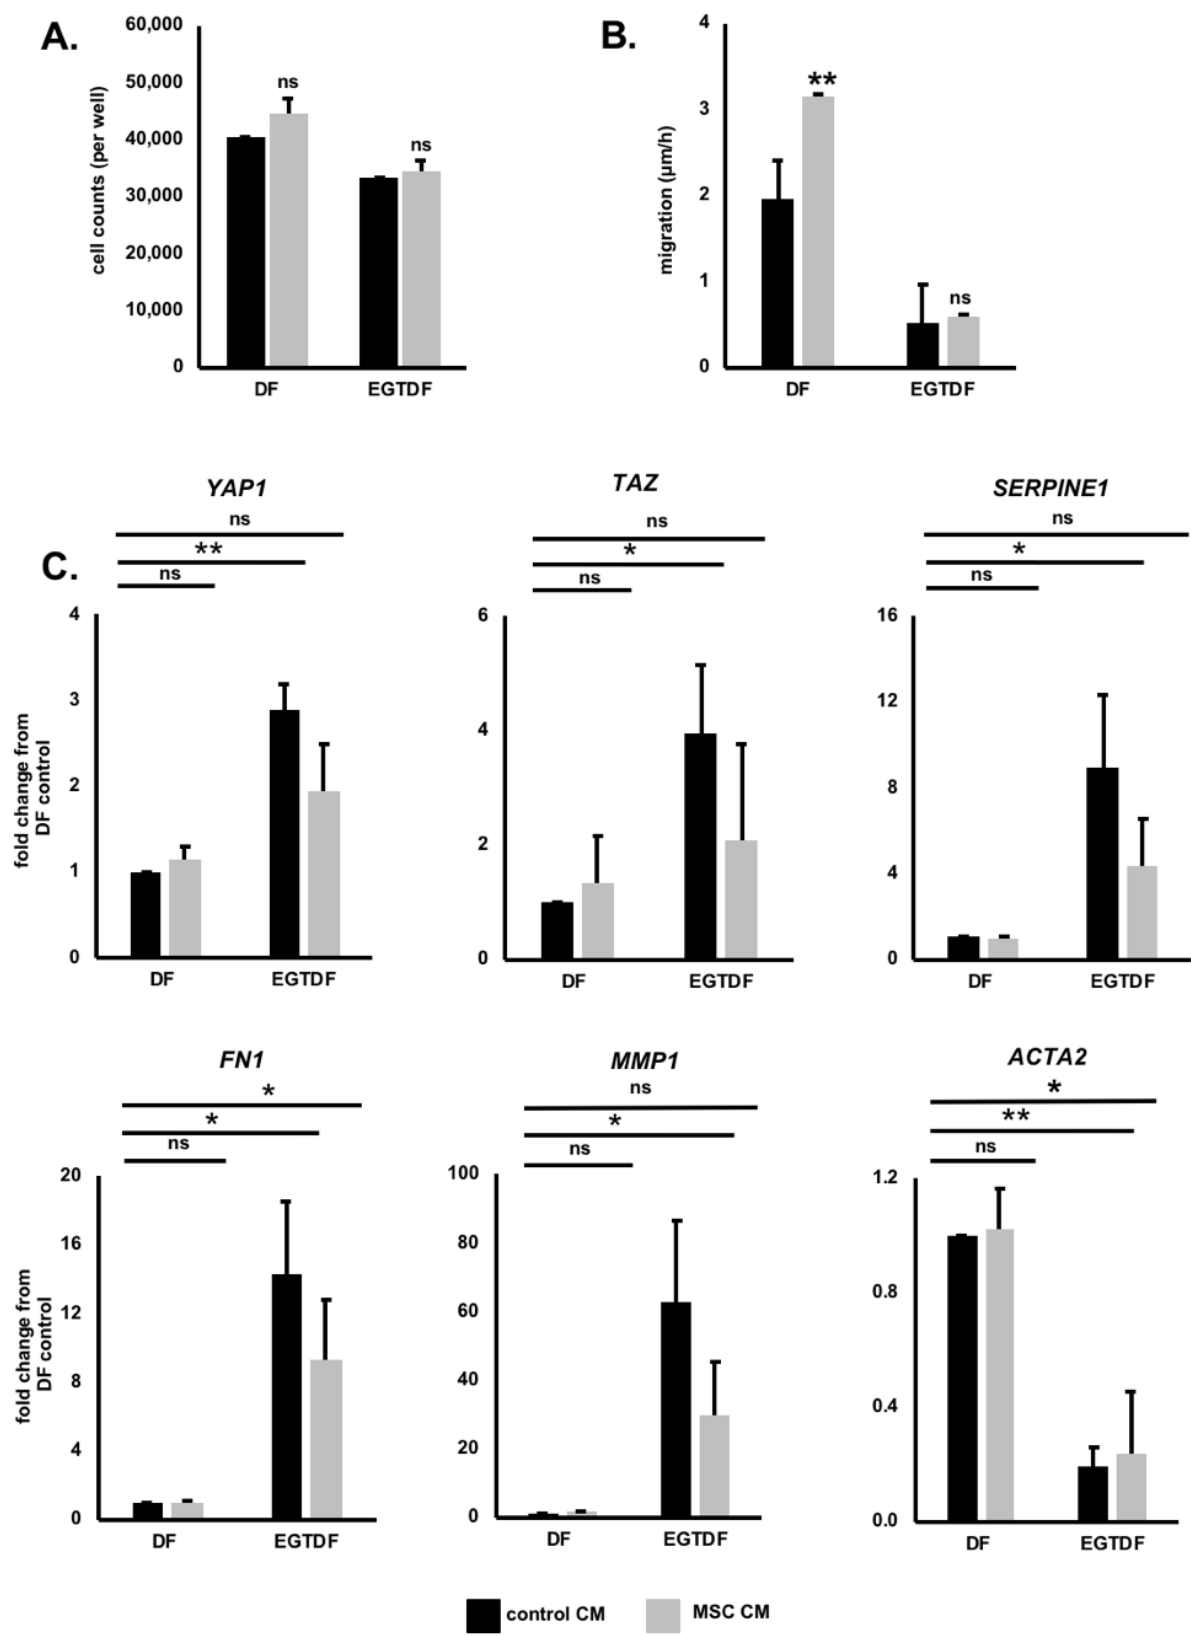 A.
60,000
50,000
40,000
30,000
20,000
10,000
0
cell counts (per well)
ns
ns
DF
EGTDF
B.
4
3
2
1
0
migration (µm/h)
**
ns
DF
EGTDF
C.
YAP1
ns
**
ns
4
3
2
1
0
fold change from
DF control
DF
EGTDF
TAZ
ns
*
ns
6
4
2
0
DF
EGTDF
SERPINE1
ns
*
ns
16
12
8
4
0
DF
EGTDF
FN1
*
*
ns
20
16
12
8
4
0
fold change from
DF control
DF
EGTDF
MMP1
ns
*
ns
100
80
60
40
20
0
DF
EGTDF
ACTA2
*
**
ns
1.2
0.8
0.4
0.0
DF
EGTDF
control CM
MSC CM